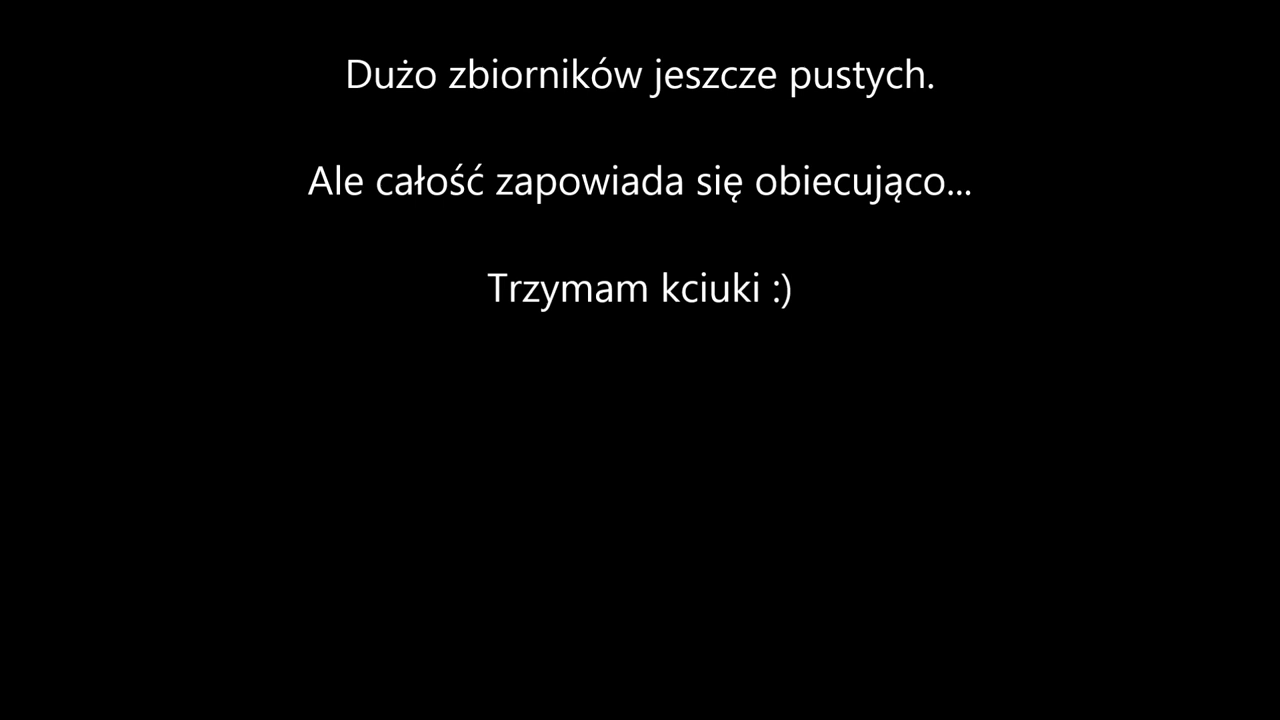 Dużo zbiorników jeszcze pustych.
Ale całość zapowiada się obiecująco...
Trzymam kciuki :)